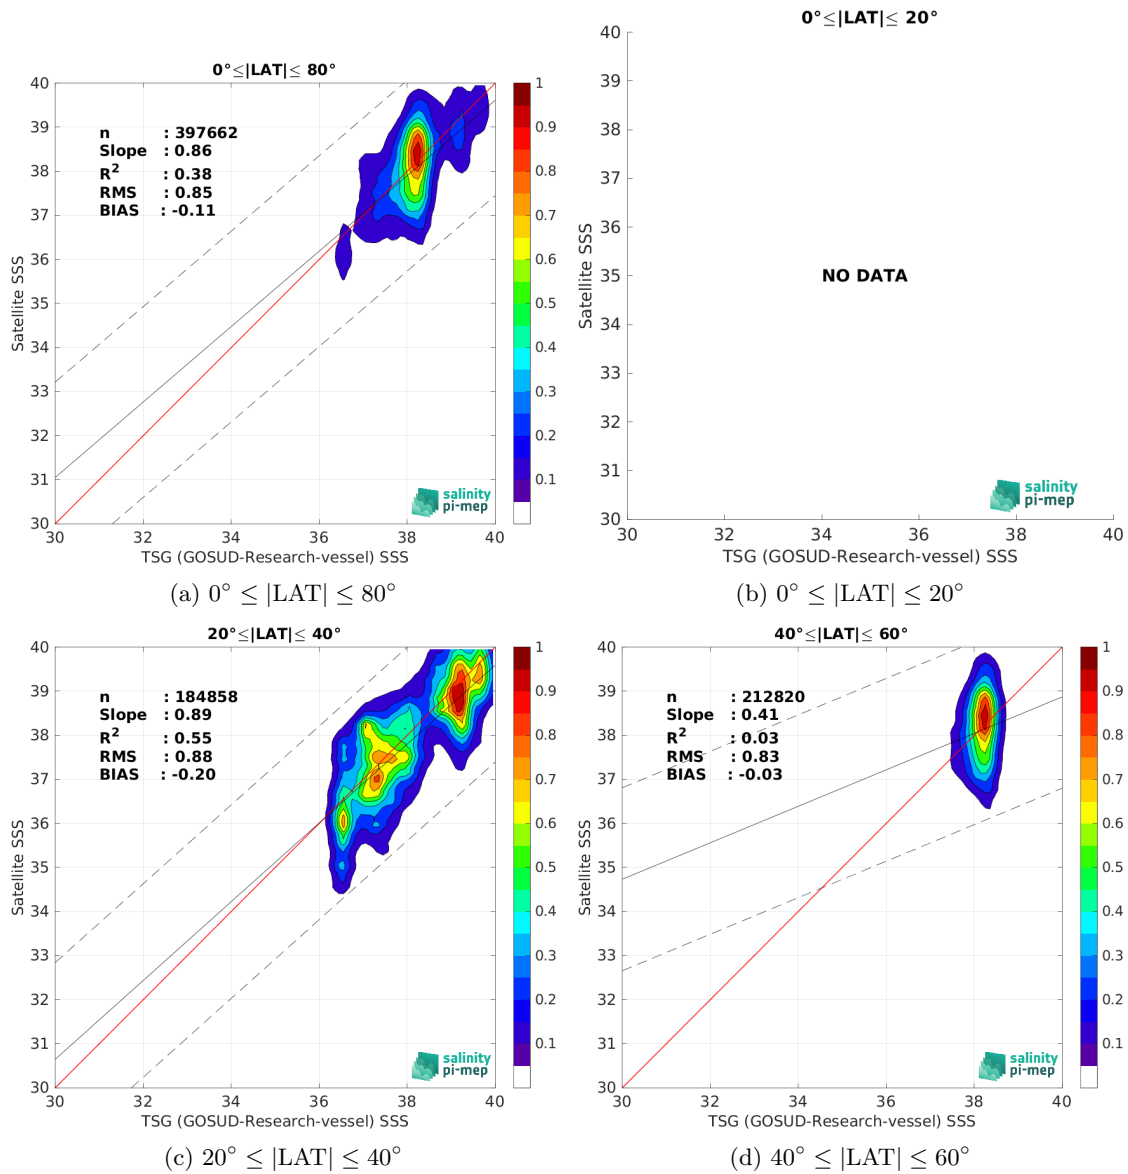 0°≤|LAT|≤ 80°
n : 397662
Slope : 0.86
R² : 0.38
RMS : 0.85
BIAS : -0.11
40
39
38
37
36
35
34
33
32
31
30
30 32 34 36 38 40
Satellite SSS
TSG (GOSUD-Research-vessel) SSS
1
0.9
0.8
0.7
0.6
0.5
0.4
0.3
0.2
0.1
salinity
pi-mep
(a) 0° ≤ |LAT| ≤ 80°
0°≤|LAT|≤ 20°
40
39
38
37
36
35
34
33
32
31
30
30 32 34 36 38 40
Satellite SSS
NO DATA
TSG (GOSUD-Research-vessel) SSS
salinity
pi-mep
(b) 0° ≤ |LAT| ≤ 20°
20°≤|LAT|≤ 40°
n : 184858
Slope : 0.89
R² : 0.55
RMS : 0.88
BIAS : -0.20
40
39
38
37
36
35
34
33
32
31
30
30 32 34 36 38 40
Satellite SSS
TSG (GOSUD-Research-vessel) SSS
1
0.9
0.8
0.7
0.6
0.5
0.4
0.3
0.2
0.1
salinity
pi-mep
(c) 20° ≤ |LAT| ≤ 40°
40°≤|LAT|≤ 60°
n : 212820
Slope : 0.41
R² : 0.03
RMS : 0.83
BIAS : -0.03
40
39
38
37
36
35
34
33
32
31
30
30 32 34 36 38 40
Satellite SSS
TSG (GOSUD-Research-vessel) SSS
1
0.9
0.8
0.7
0.6
0.5
0.4
0.3
0.2
0.1
salinity
pi-mep
(d) 40° ≤ |LAT| ≤ 60°